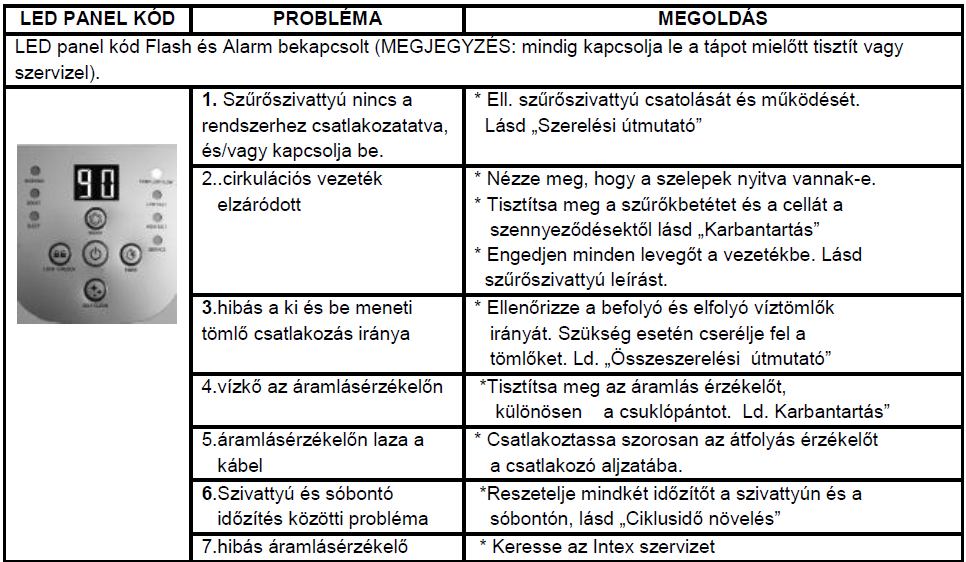 LED PANEL KÓD PROBLÉMA MEGOLDÁS
LED panel kód Flash és Alarm bekapcsolt (MEGJEGYZÉS: mindig kapcsolja le a tápot mielőtt tisztít vagy
szervizel).
90
1. Szűrőszivattyú nincs a
rendszerhez csatlakozatatva,
és/vagy kapcsolja be.
* Ell. szűrőszivattyú csatolását és működését.
Lásd „Szerelési útmutató”
2..cirkulációs vezeték
elzáródott
* Nézze meg, hogy a szelepek nyitva vannak-e.
* Tisztítsa meg a szűrőkbetétet és a cellát a
szennyeződésektől lásd „Karbantartás”
* Engedjen minden levegőt a vezetékbe. Lásd
szűrőszivattyú leírást.
3.hibás a ki és be meneti
tömlő csatlakozás iránya
* Ellenőrizze a befolyó és elfolyó víztömlők
irányát. Szükség esetén cserélje fel a
tömlőket. Ld. „Összeszerelési útmutató”
4.vízkő az áramlásérzékelőn
*Tisztítsa meg az áramlás érzékelőt,
különösen a csuklópántot. Ld. Karbantartás”
5.áramlásérzékelőn laza a
kábel
* Csatlakoztassa szorosan az átfolyás érzékelőt
a csatlakozó aljzatába.
6.Szivattyú és sóbontó
időzítés közötti probléma
*Reszetelje mindkét időzítőt a szivattyún és a
sóbontón, lásd „Ciklusidő növelés”
7.hibás áramlásérzékelő
* Keresse az Intex szervizet